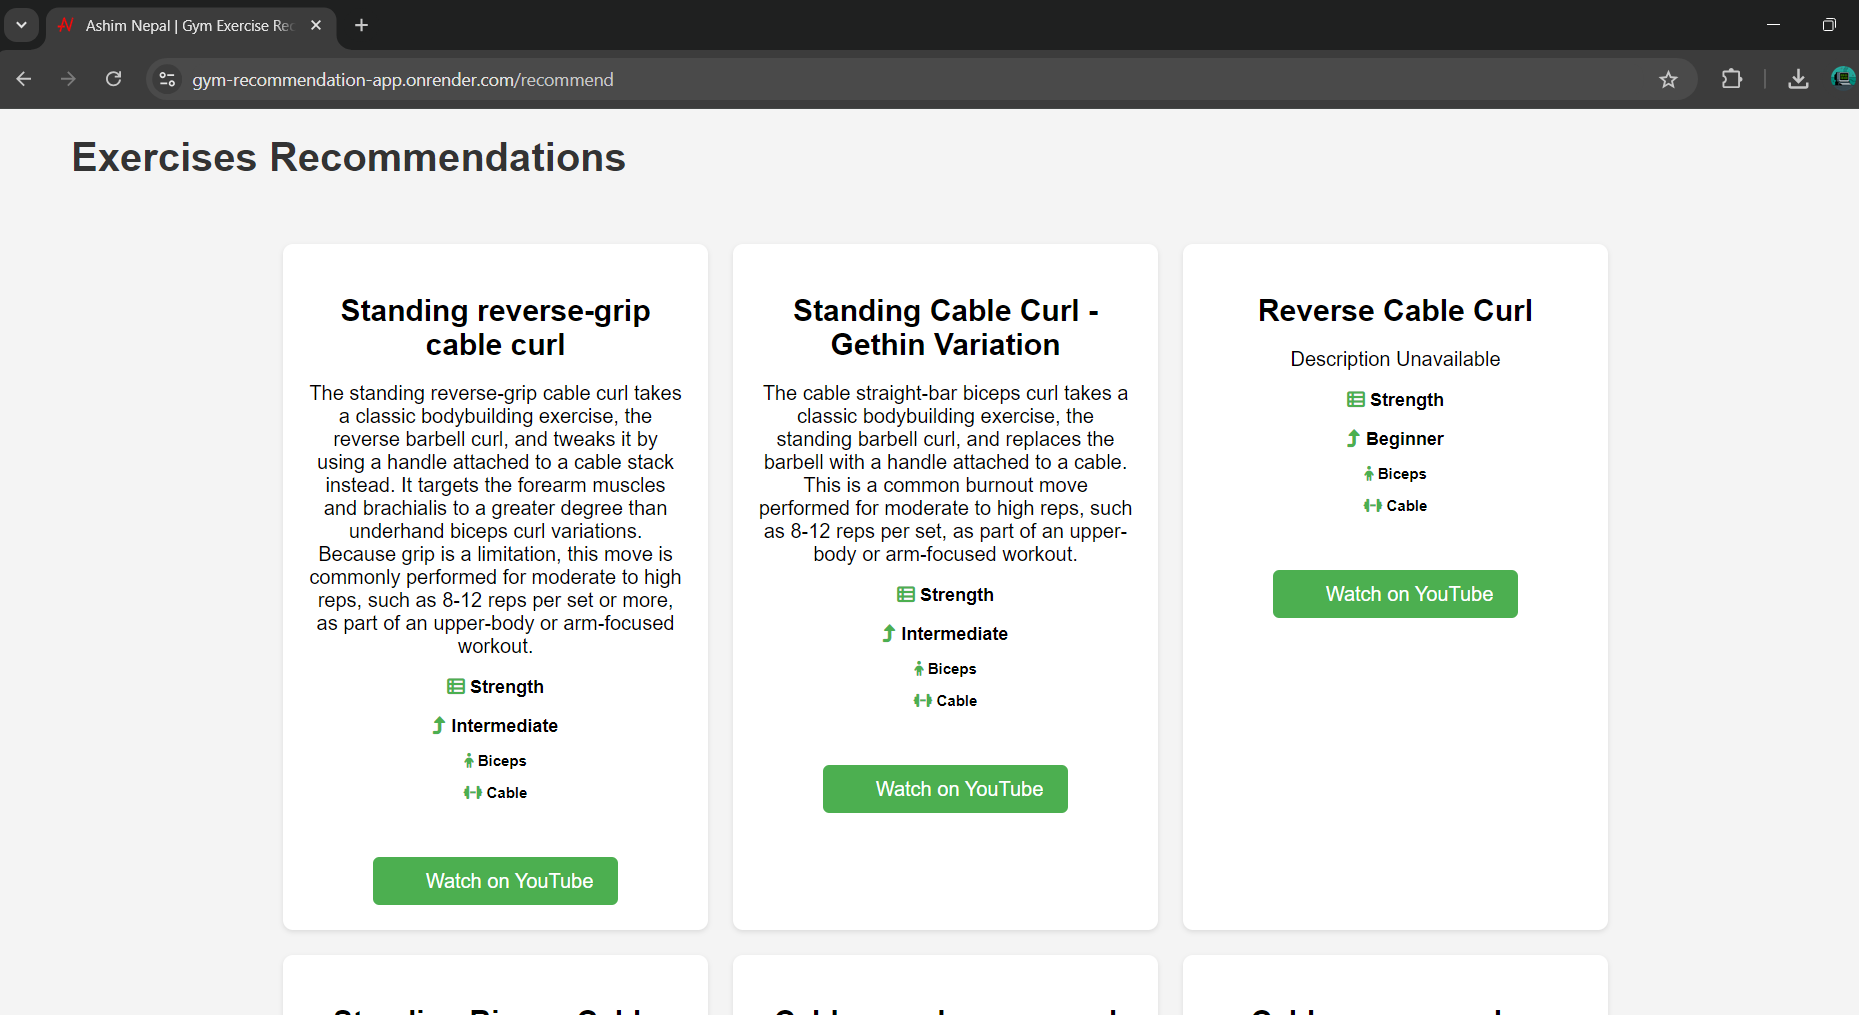 Ashim Nepal | Gym Exercise Rec
gym-recommendation-app.onrender.com/recommend
Exercises Recommendations
Standing reverse-grip
cable curl
The standing reverse-grip cable curl takes
a classic bodybuilding exercise, the
reverse barbell curl, and tweaks it by
using a handle attached to a cable stack
instead. It targets the forearm muscles
and brachialis to a greater degree than
underhand biceps curl variations.
Because grip is a limitation, this move is
commonly performed for moderate to high
reps, such as 8-12 reps per set or more,
as part of an upper-body or arm-focused
workout.
Strength
Intermediate
Biceps
Cable
Watch on YouTube
Standing Cable Curl -
Gethin Variation
The cable straight-bar biceps curl takes a
classic bodybuilding exercise, the
standing barbell curl, and replaces the
barbell with a handle attached to a cable.
This is a common burnout move
performed for moderate to high reps, such
as 8-12 reps per set, as part of an upper-
body or arm-focused workout.
Strength
Intermediate
Biceps
Cable
Watch on YouTube
Reverse Cable Curl
Description Unavailable
Strength
Beginner
Biceps
Cable
Watch on YouTube
Standing Biceps Cable